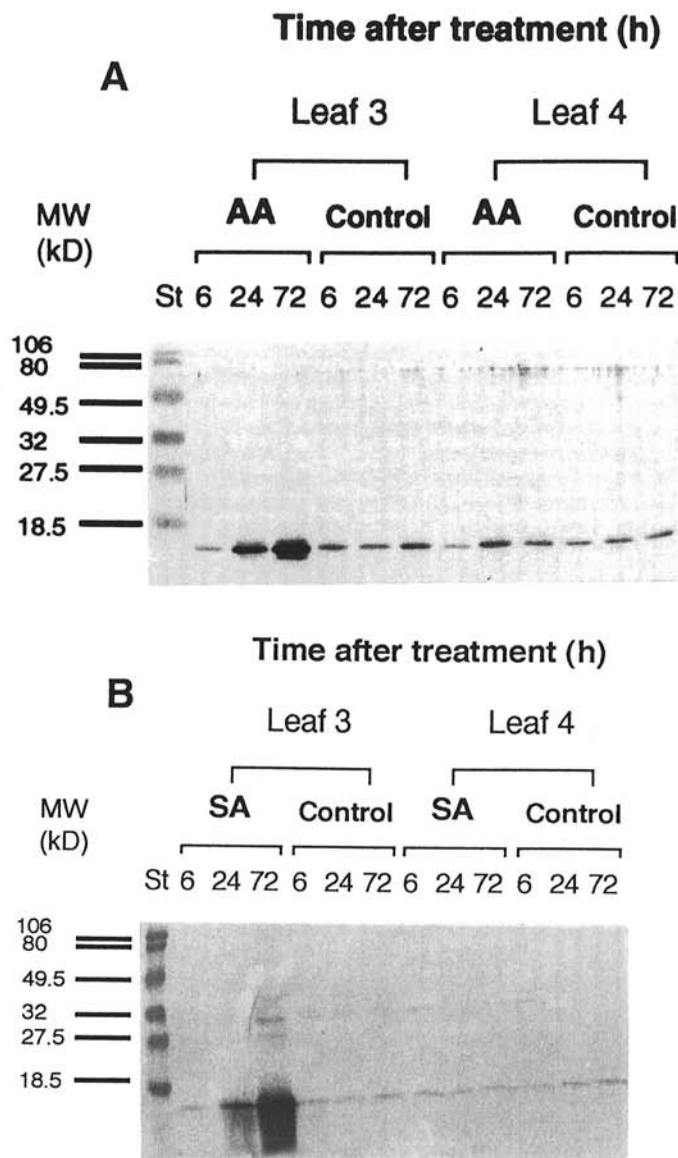 Time after treatment (h)
A
Leaf 3 Leaf 4
MW (kD)
AA Control AA Control
St 6 24 72 6 24 72 6 24 72 6 24 72
106
80
49.5
32
27.5
18.5
Time after treatment (h)
B
Leaf 3 Leaf 4
MW (kD)
SA Control SA Control
St 6 24 72 6 24 72 6 24 72 6 24 72
106
80
49.5
32
27.5
18.5